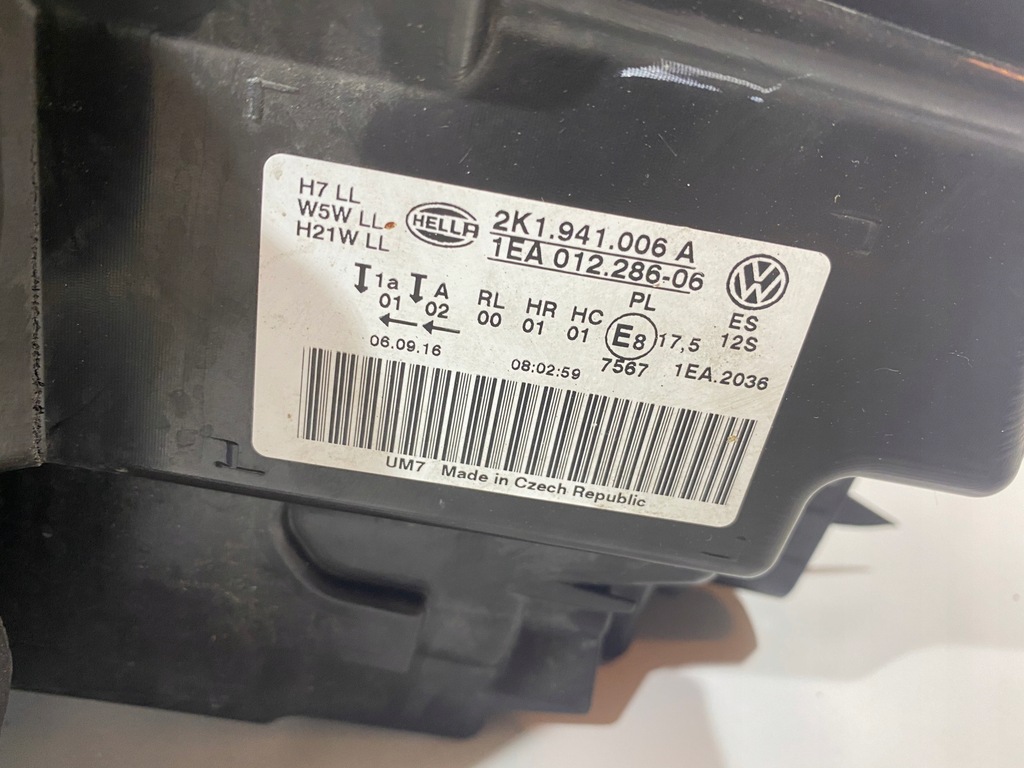 H7 LL
W5W LL
H21W LL
HELLA
2K1.941.006 A
1EA 012.286-06
1a A RL HR HC PL
01 02 00 01 01 E8 17,5
ES
12S
06.09.16 08:02:59 7567 1EA.2036
UM7 Made in Czech Republic